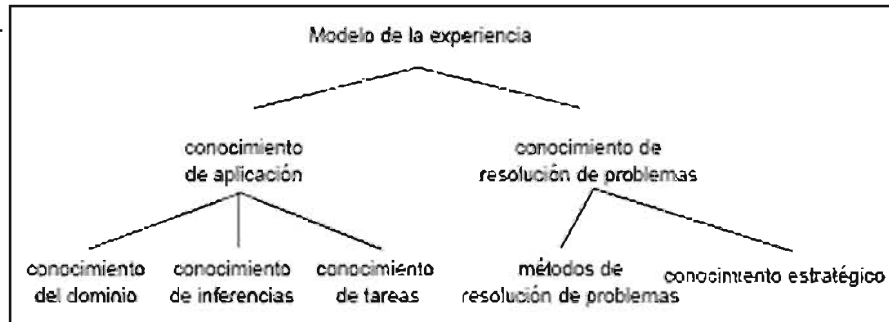 Modelo de la experiencia
conocimiento
de aplicación
conocimiento de
resolución de problemas
conocimiento
del dominio
conocimiento
de inferencias
conocimiento
de tareas
métodos de
resolución de problemas
conocimiento estratégico